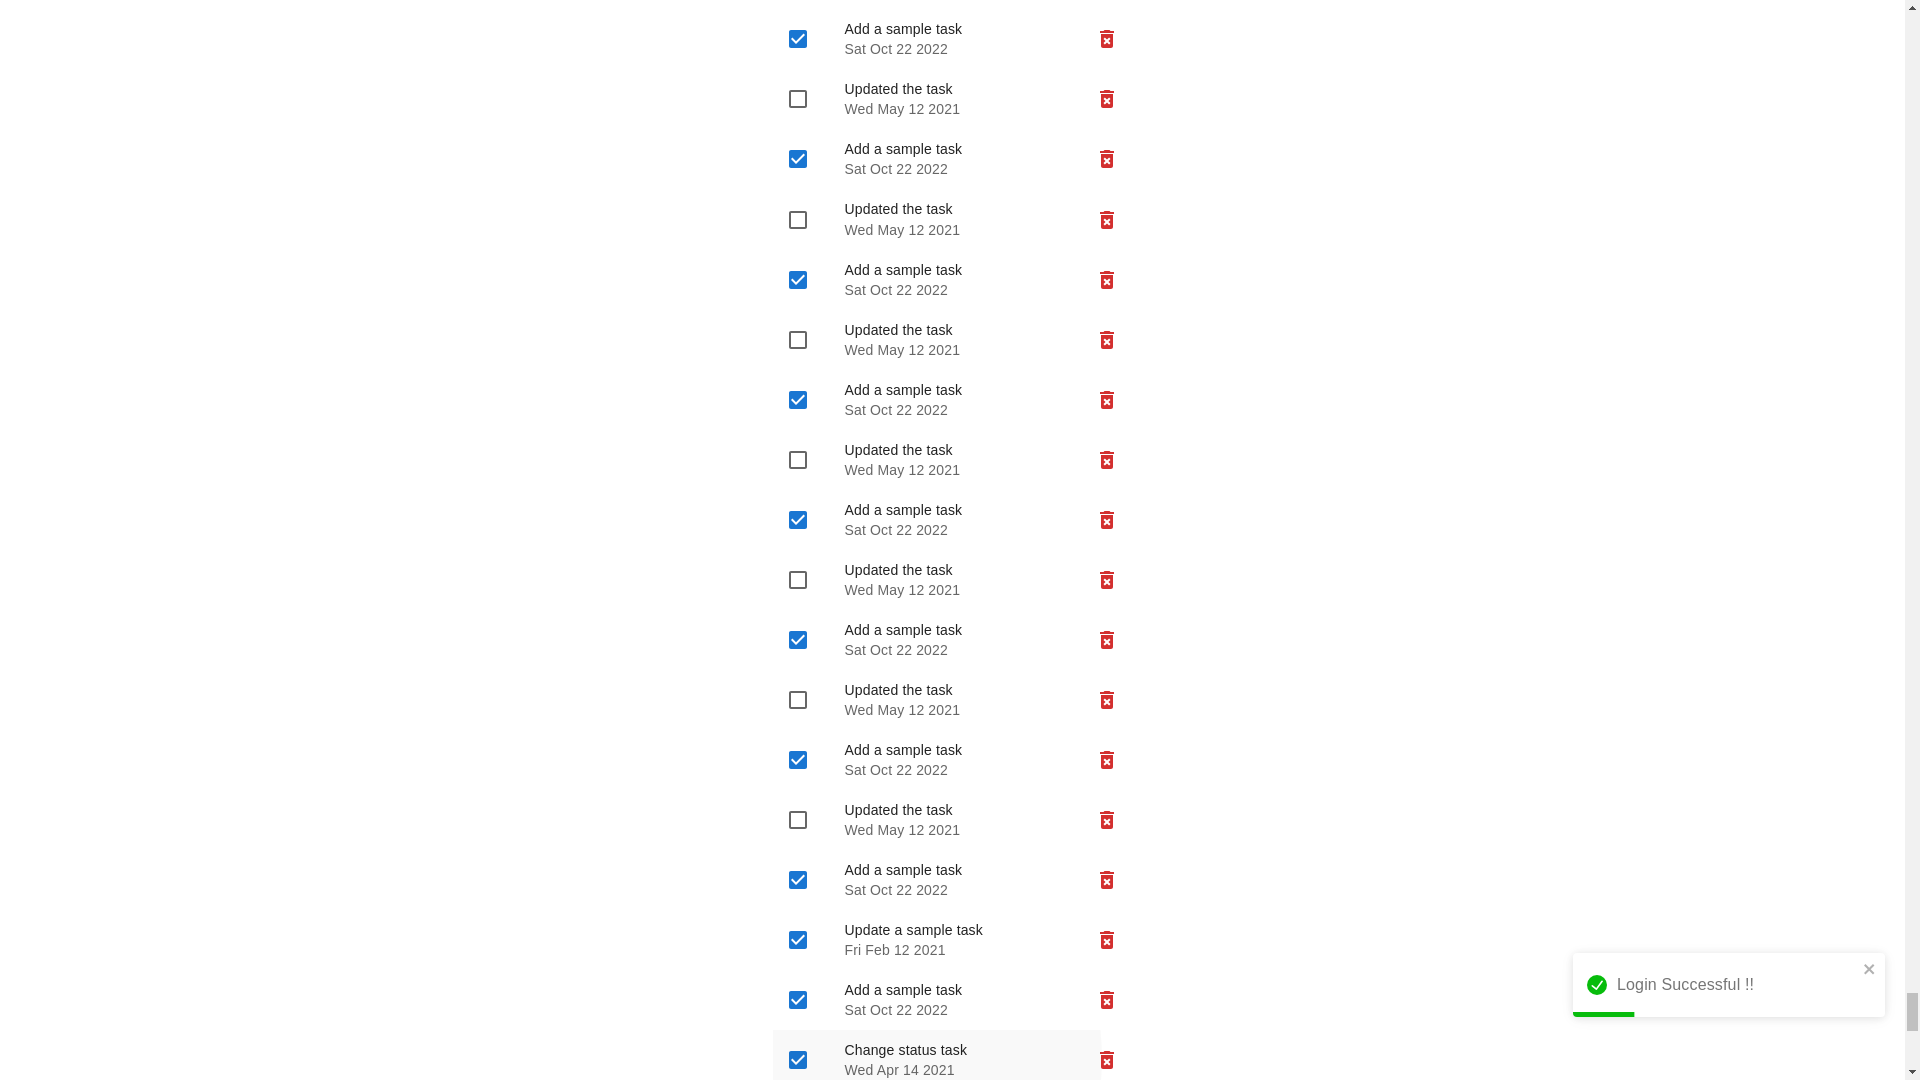 Add a sample task
Sat Oct 22 2022
Updated the task
Wed May 12 2021
Add a sample task
Sat Oct 22 2022
Updated the task
Wed May 12 2021
Add a sample task
Sat Oct 22 2022
Updated the task
Wed May 12 2021
Add a sample task
Sat Oct 22 2022
Updated the task
Wed May 12 2021
Add a sample task
Sat Oct 22 2022
Updated the task
Wed May 12 2021
Add a sample task
Sat Oct 22 2022
Updated the task
Wed May 12 2021
Add a sample task
Sat Oct 22 2022
Updated the task
Wed May 12 2021
Add a sample task
Sat Oct 22 2022
Update a sample task
Fri Feb 12 2021
Add a sample task
Sat Oct 22 2022
Change status task
Wed Apr 14 2021
Login Successful !!